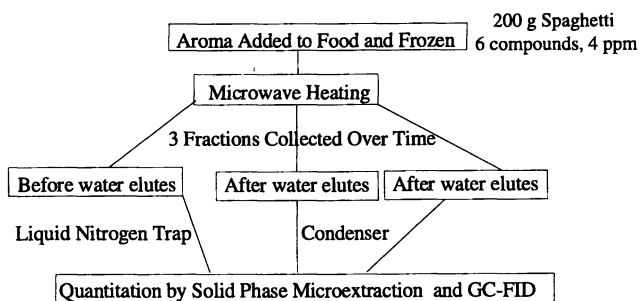 200 g Spaghetti
Aroma Added to Food and Frozen
6 compounds, 4 ppm
Microwave Heating
3 Fractions Collected Over Time
Before water elutes
After water elutes
After water elutes
Liquid Nitrogen Trap
Condenser
Quantitation by Solid Phase Microextraction and GC-FID